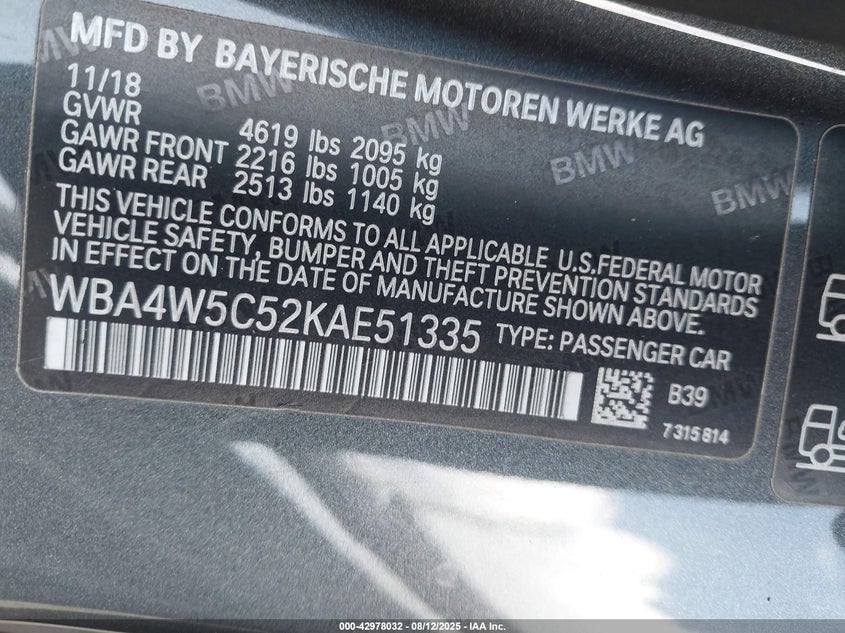 MFD BY BAYERISCHE MOTOREN WERKE AG
11/18
GVWR 4619 lbs 2095 kg
GAWR FRONT 2216 lbs 1005 kg
GAWR REAR 2513 lbs 1140 kg
THIS VEHICLE CONFORMS TO ALL APPLICABLE U.S.FEDERAL MOTOR
VEHICLE SAFETY, BUMPER AND THEFT PREVENTION STANDARDS
IN EFFECT ON THE DATE OF MANUFACTURE SHOWN ABOVE.
WBA4W5C52KAE51335 TYPE: PASSENGER CAR
B39
7315814
000-42978032 - 08/12/2025 - IAA Inc.